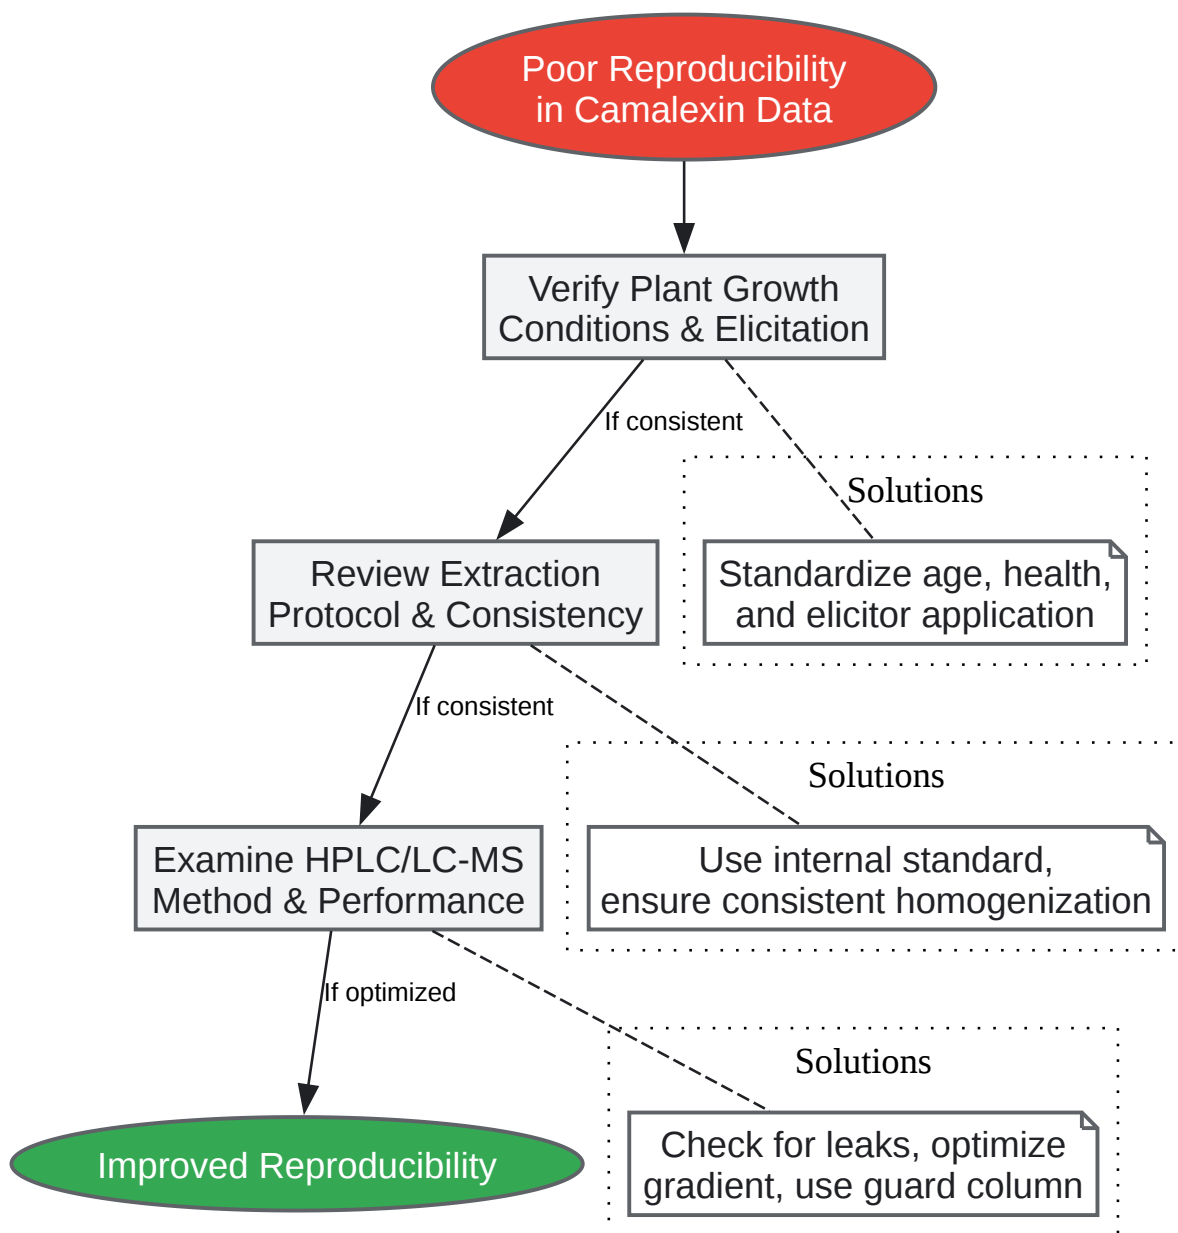 Poor Reproducibility
in Camalexin Data
Verify Plant Growth
Conditions & Elicitation
If consistent
Solutions
Review Extraction
Protocol & Consistency
Standardize age, health,
and elicitor application
If consistent
Solutions
Examine HPLC/LC-MS
Method & Performance
Use internal standard,
ensure consistent homogenization
If optimized
Solutions
Improved Reproducibility
Check for leaks, optimize
gradient, use guard column